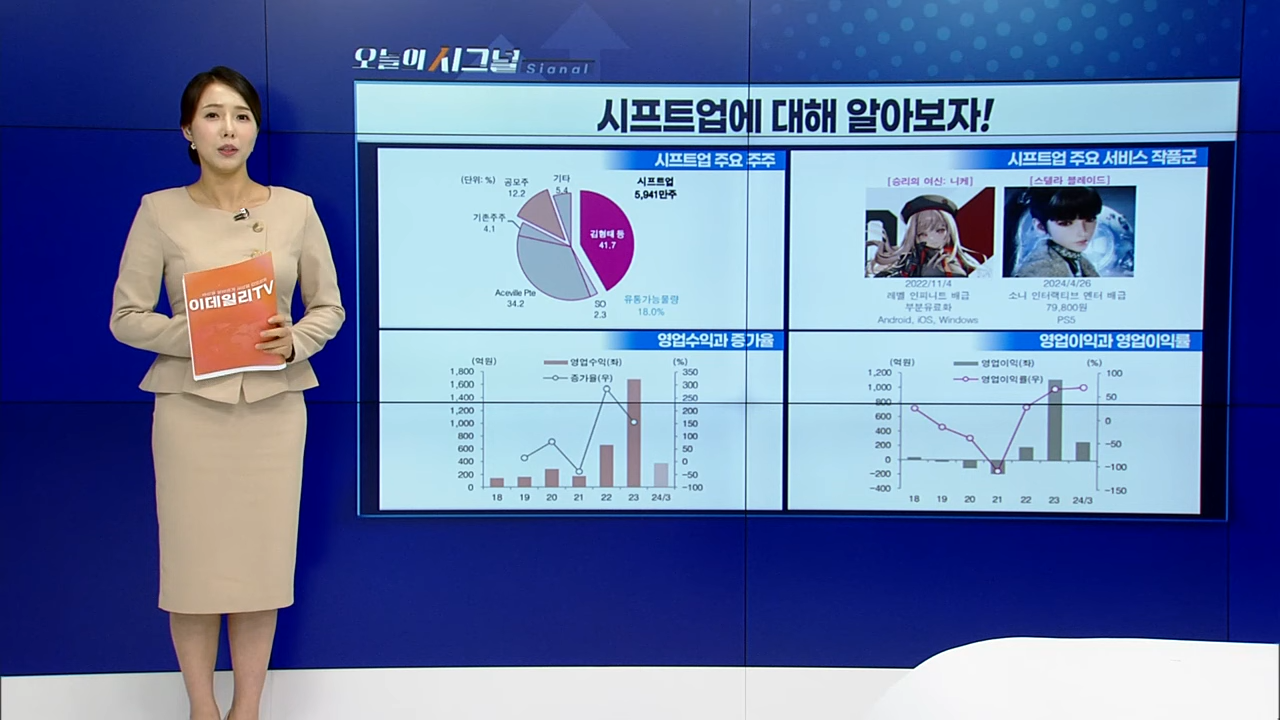 오늘의 시그널
Signal
시프트업에 대해 알아보자!
시프트업 주요 주주
(단위: %)
공모주
12.2
기타
5.4
시프트업
5,941만주
기존주주
4.1
김형태 등
41.7
Aceville Pte
34.2
SO
2.3
유통가능물량
18.0%
시프트업 주요 서비스 작품군
[승리의 여신: 니케]
[스텔라 블레이드]
2022/11/4
레벨 인피니트 배급
부분유료화
Android, iOS, Windows
2024/4/26
소니 인터랙티브 엔터 배급
79,800원
PS5
영업수익과 증가율
(억원)
영업수익(좌)
증가율(우)
(%)
1,800
1,600
1,400
1,200
1,000
800
600
400
200
0
350
300
250
200
150
100
50
0
-50
-100
18 19 20 21 22 23 24/3
영업이익과 영업이익률
(억원)
영업이익(좌)
영업이익률(우)
(%)
1,200
1,000
800
600
400
200
0
-200
-400
100
50
0
-50
-100
-150
18 19 20 21 22 23 24/3
이데일리TV